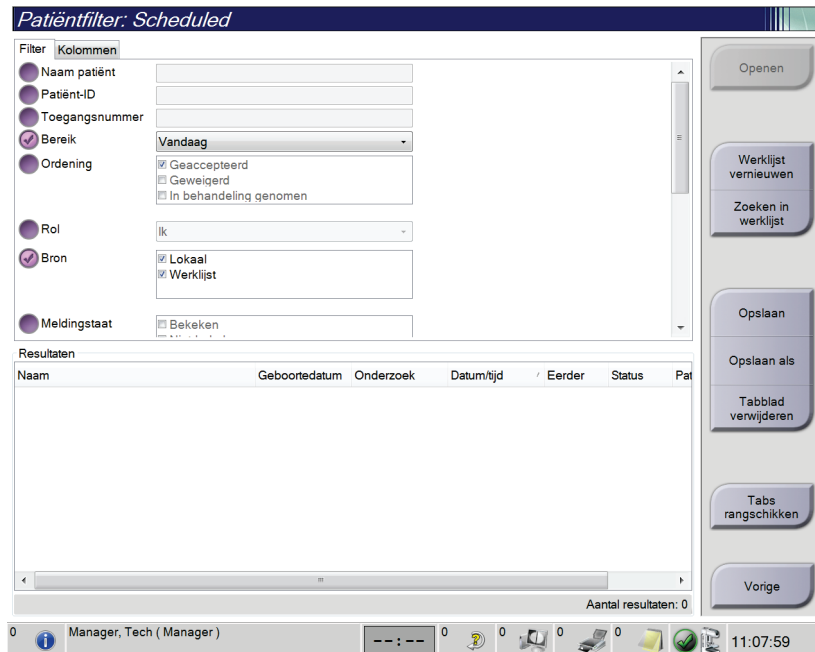 Patiëntfilter: Scheduled
Filter Kolommen
Naam patiënt
Patiënt-ID
Toegangsnummer
Bereik Vandaag
Ordening Geaccepteerd
Geweigerd
In behandeling genomen
Rol Ik
Bron Lokaal
Werklijst
Meldingstaat Bekeken
Resultaten
Naam Geboortedatum Onderzoek Datum/tijd Eerder Status Pat
Aantal resultaten: 0
Openen
Werklijst
vernieuwen
Zoeken in
werklijst
Opslaan
Opslaan als
Tabblad
verwijderen
Tabs
rangschikken
Vorige
0 Manager, Tech ( Manager ) --:-- 0 0 0 0 11:07:59